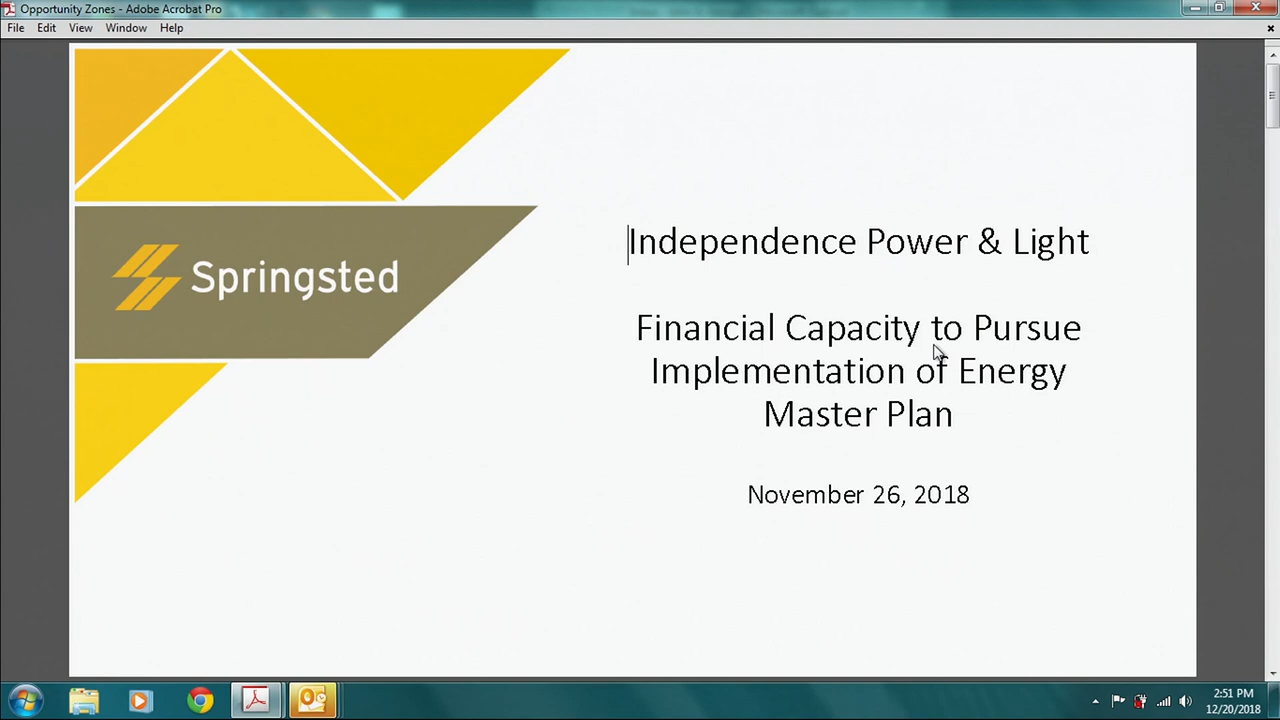 Opportunity Zones - Adobe Acrobat Pro
File Edit View Window Help
Springsted
Independence Power & Light
Financial Capacity to Pursue
Implementation of Energy
Master Plan
November 26, 2018
2:51 PM
12/20/2018